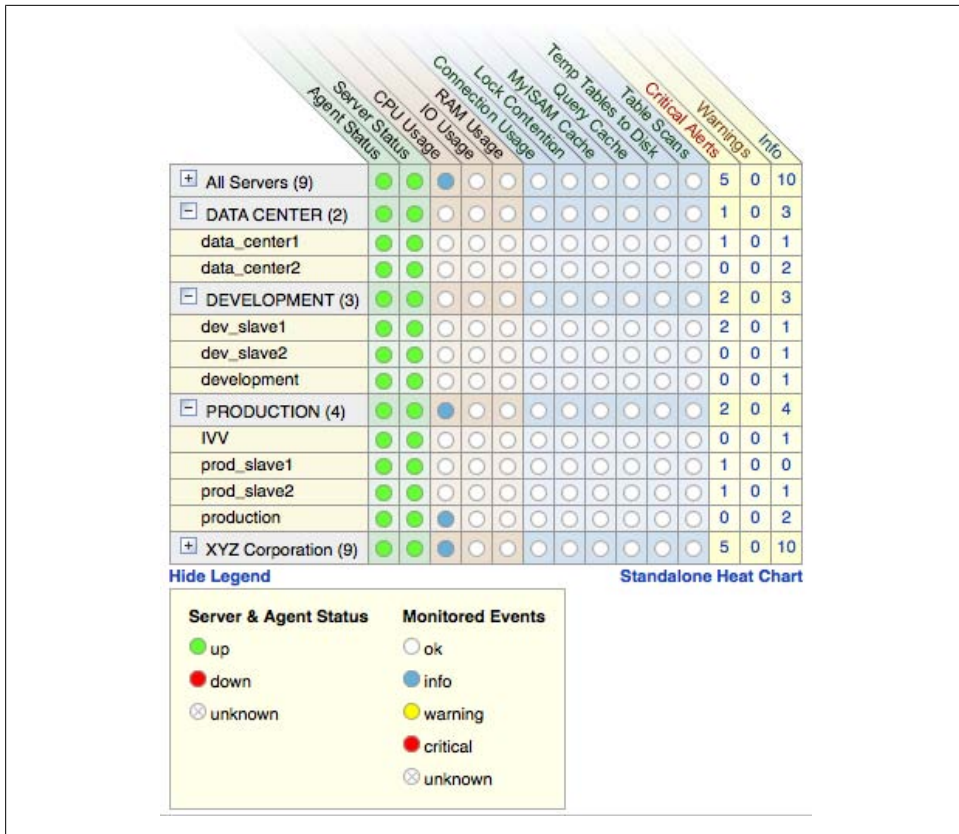 Agent Status
Server Status
CPU Usage
IO Usage
RAM Usage
Connection Usage
Lock Contention
MyISAM Cache
Query Cache
Temp Tables to Disk
Table Scans
Critical Alerts
Warnings
Info
All Servers (9) 5 0 10
DATA CENTER (2) 1 0 3
data_center1 1 0 1
data_center2 0 0 2
DEVELOPMENT (3) 2 0 3
dev_slave1 2 0 1
dev_slave2 0 0 1
development 0 0 1
PRODUCTION (4) 2 0 4
IVV 0 0 1
prod_slave1 1 0 0
prod_slave2 1 0 1
production 0 0 2
XYZ Corporation (9) 5 0 10
Hide Legend Standalone Heat Chart
Server & Agent Status Monitored Events
up ok
down info
unknown warning
critical
unknown